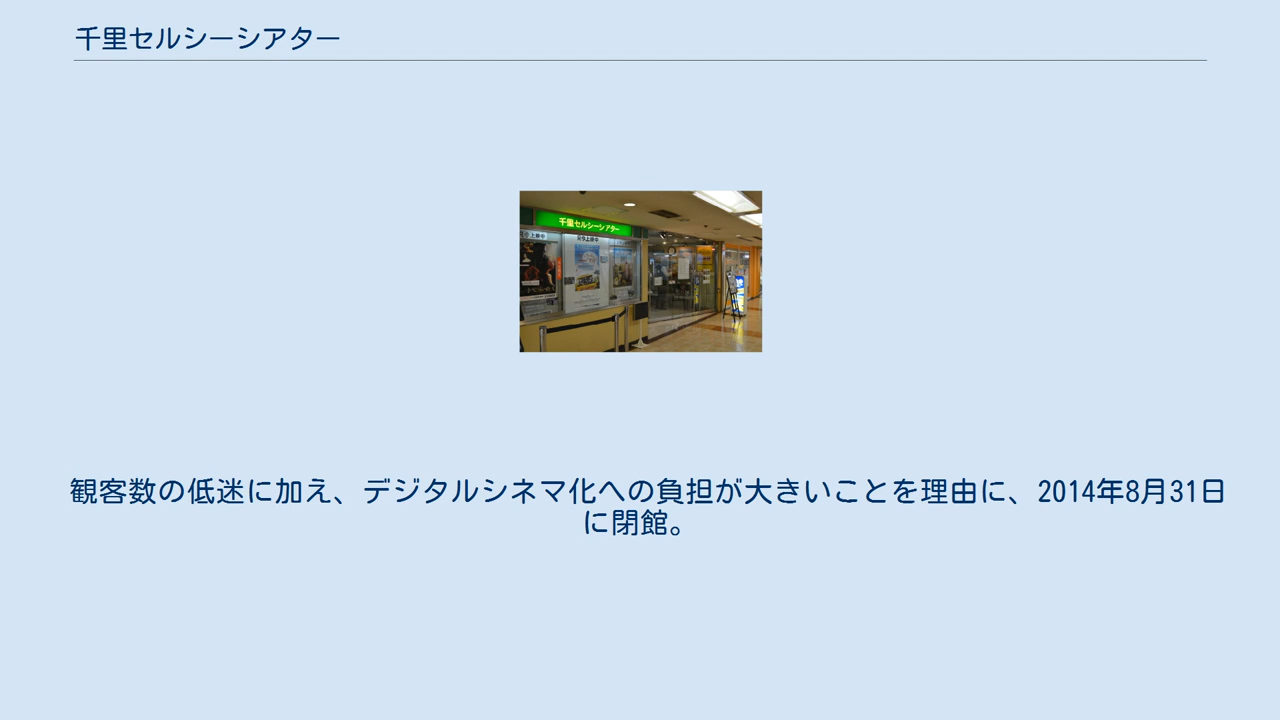 千里セルシーシアター
千里セルシーシアター
観客数の低迷に加え、デジタルシネマ化への負担が大きいことを理由に、2014年8月31日
に閉館。